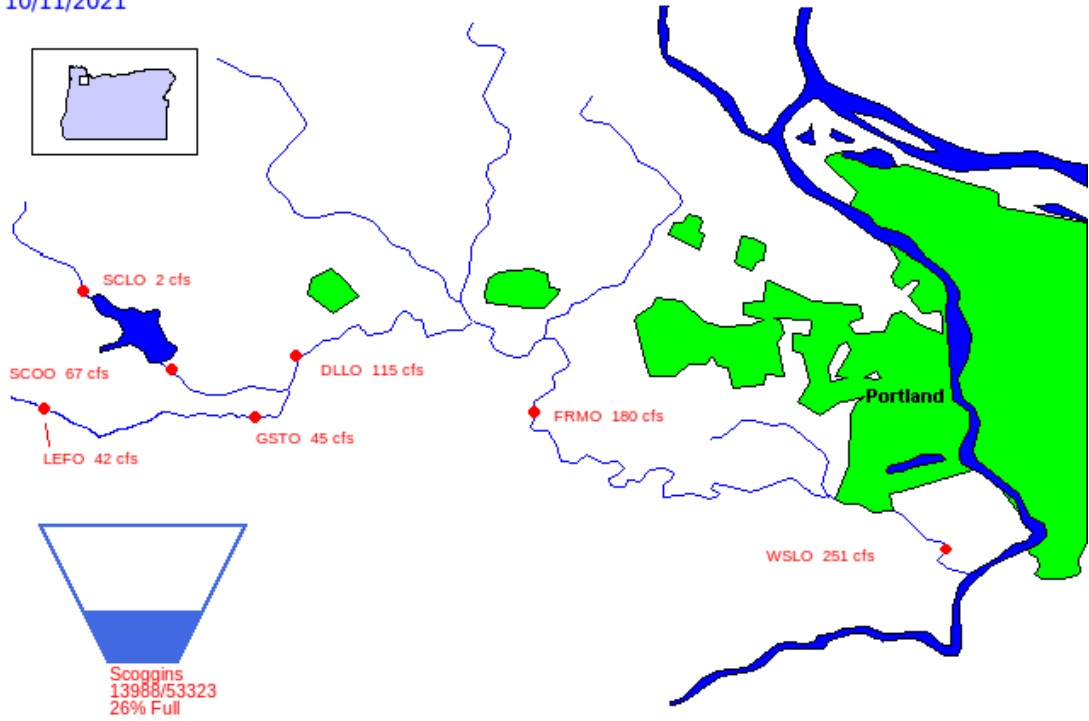 10/11/2021
SCLO 2 cfs
SCOO 67 cfs
DLLO 115 cfs
Portland
FRMO 180 cfs
GSTO 45 cfs
LEFO 42 cfs
WSLO 251 cfs
Scoggins
13988/53323
26% Full